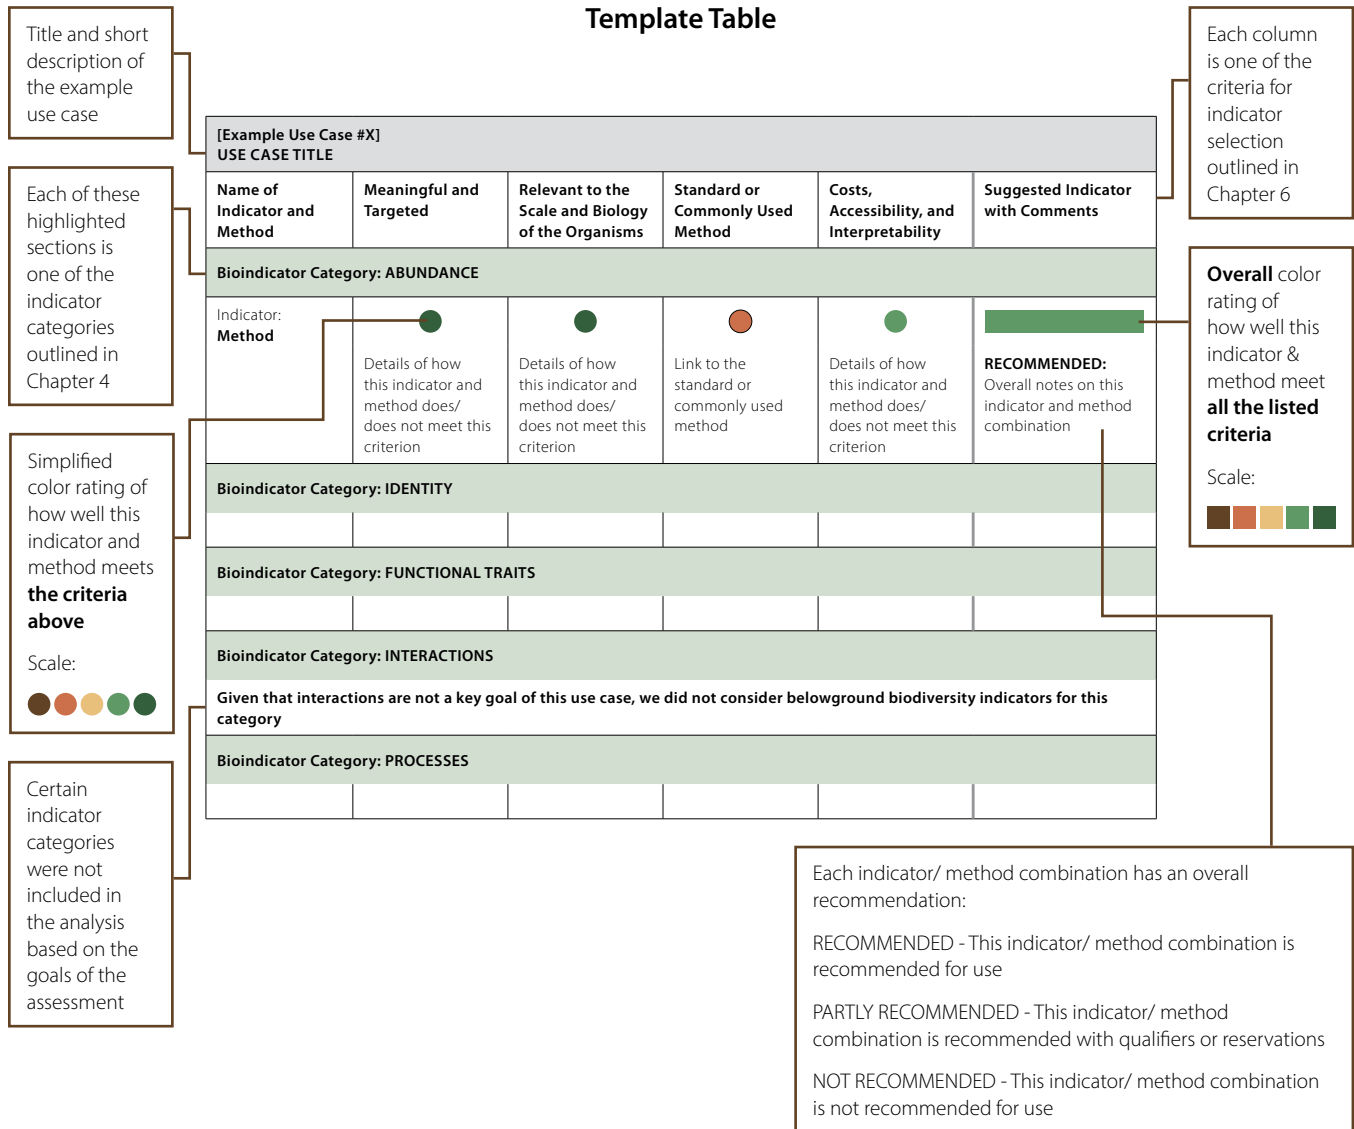 Template Table
Title and short
description of
the example
use case
Each of these
highlighted
sections is
one of the
indicator
categories
outlined in
Chapter 4
Simplified
color rating of
how well this
indicator and
method meets
the criteria
above
Scale:
Certain
indicator
categories
were not
included in
the analysis
based on the
goals of the
assessment
[Example Use Case #X]
USE CASE TITLE
Name of
Indicator and
Method
Meaningful and
Targeted
Relevant to the
Scale and Biology
of the Organisms
Standard or
Commonly Used
Method
Costs,
Accessibility, and
Interpretability
Suggested Indicator
with Comments
Bioindicator Category: ABUNDANCE
Indicator:
Method
Details of how
this indicator and
method does/
does not meet this
criterion
Details of how
this indicator and
method does/
does not meet this
criterion
Link to the
standard or
commonly used
method
Details of how
this indicator and
method does/
does not meet this
criterion
RECOMMENDED:
Overall notes on this
indicator and method
combination
Bioindicator Category: IDENTITY
Bioindicator Category: FUNCTIONAL TRAITS
Bioindicator Category: INTERACTIONS
Given that interactions are not a key goal of this use case, we did not consider belowground biodiversity indicators for this
category
Bioindicator Category: PROCESSES
Each column
is one of the
criteria for
indicator
selection
outlined in
Chapter 6
Overall color
rating of
how well this
indicator &
method meet
all the listed
criteria
Scale:
Each indicator/ method combination has an overall
recommendation:
RECOMMENDED - This indicator/ method combination is
recommended for use
PARTLY RECOMMENDED - This indicator/ method
combination is recommended with qualifiers or reservations
NOT RECOMMENDED - This indicator/ method combination
is not recommended for use